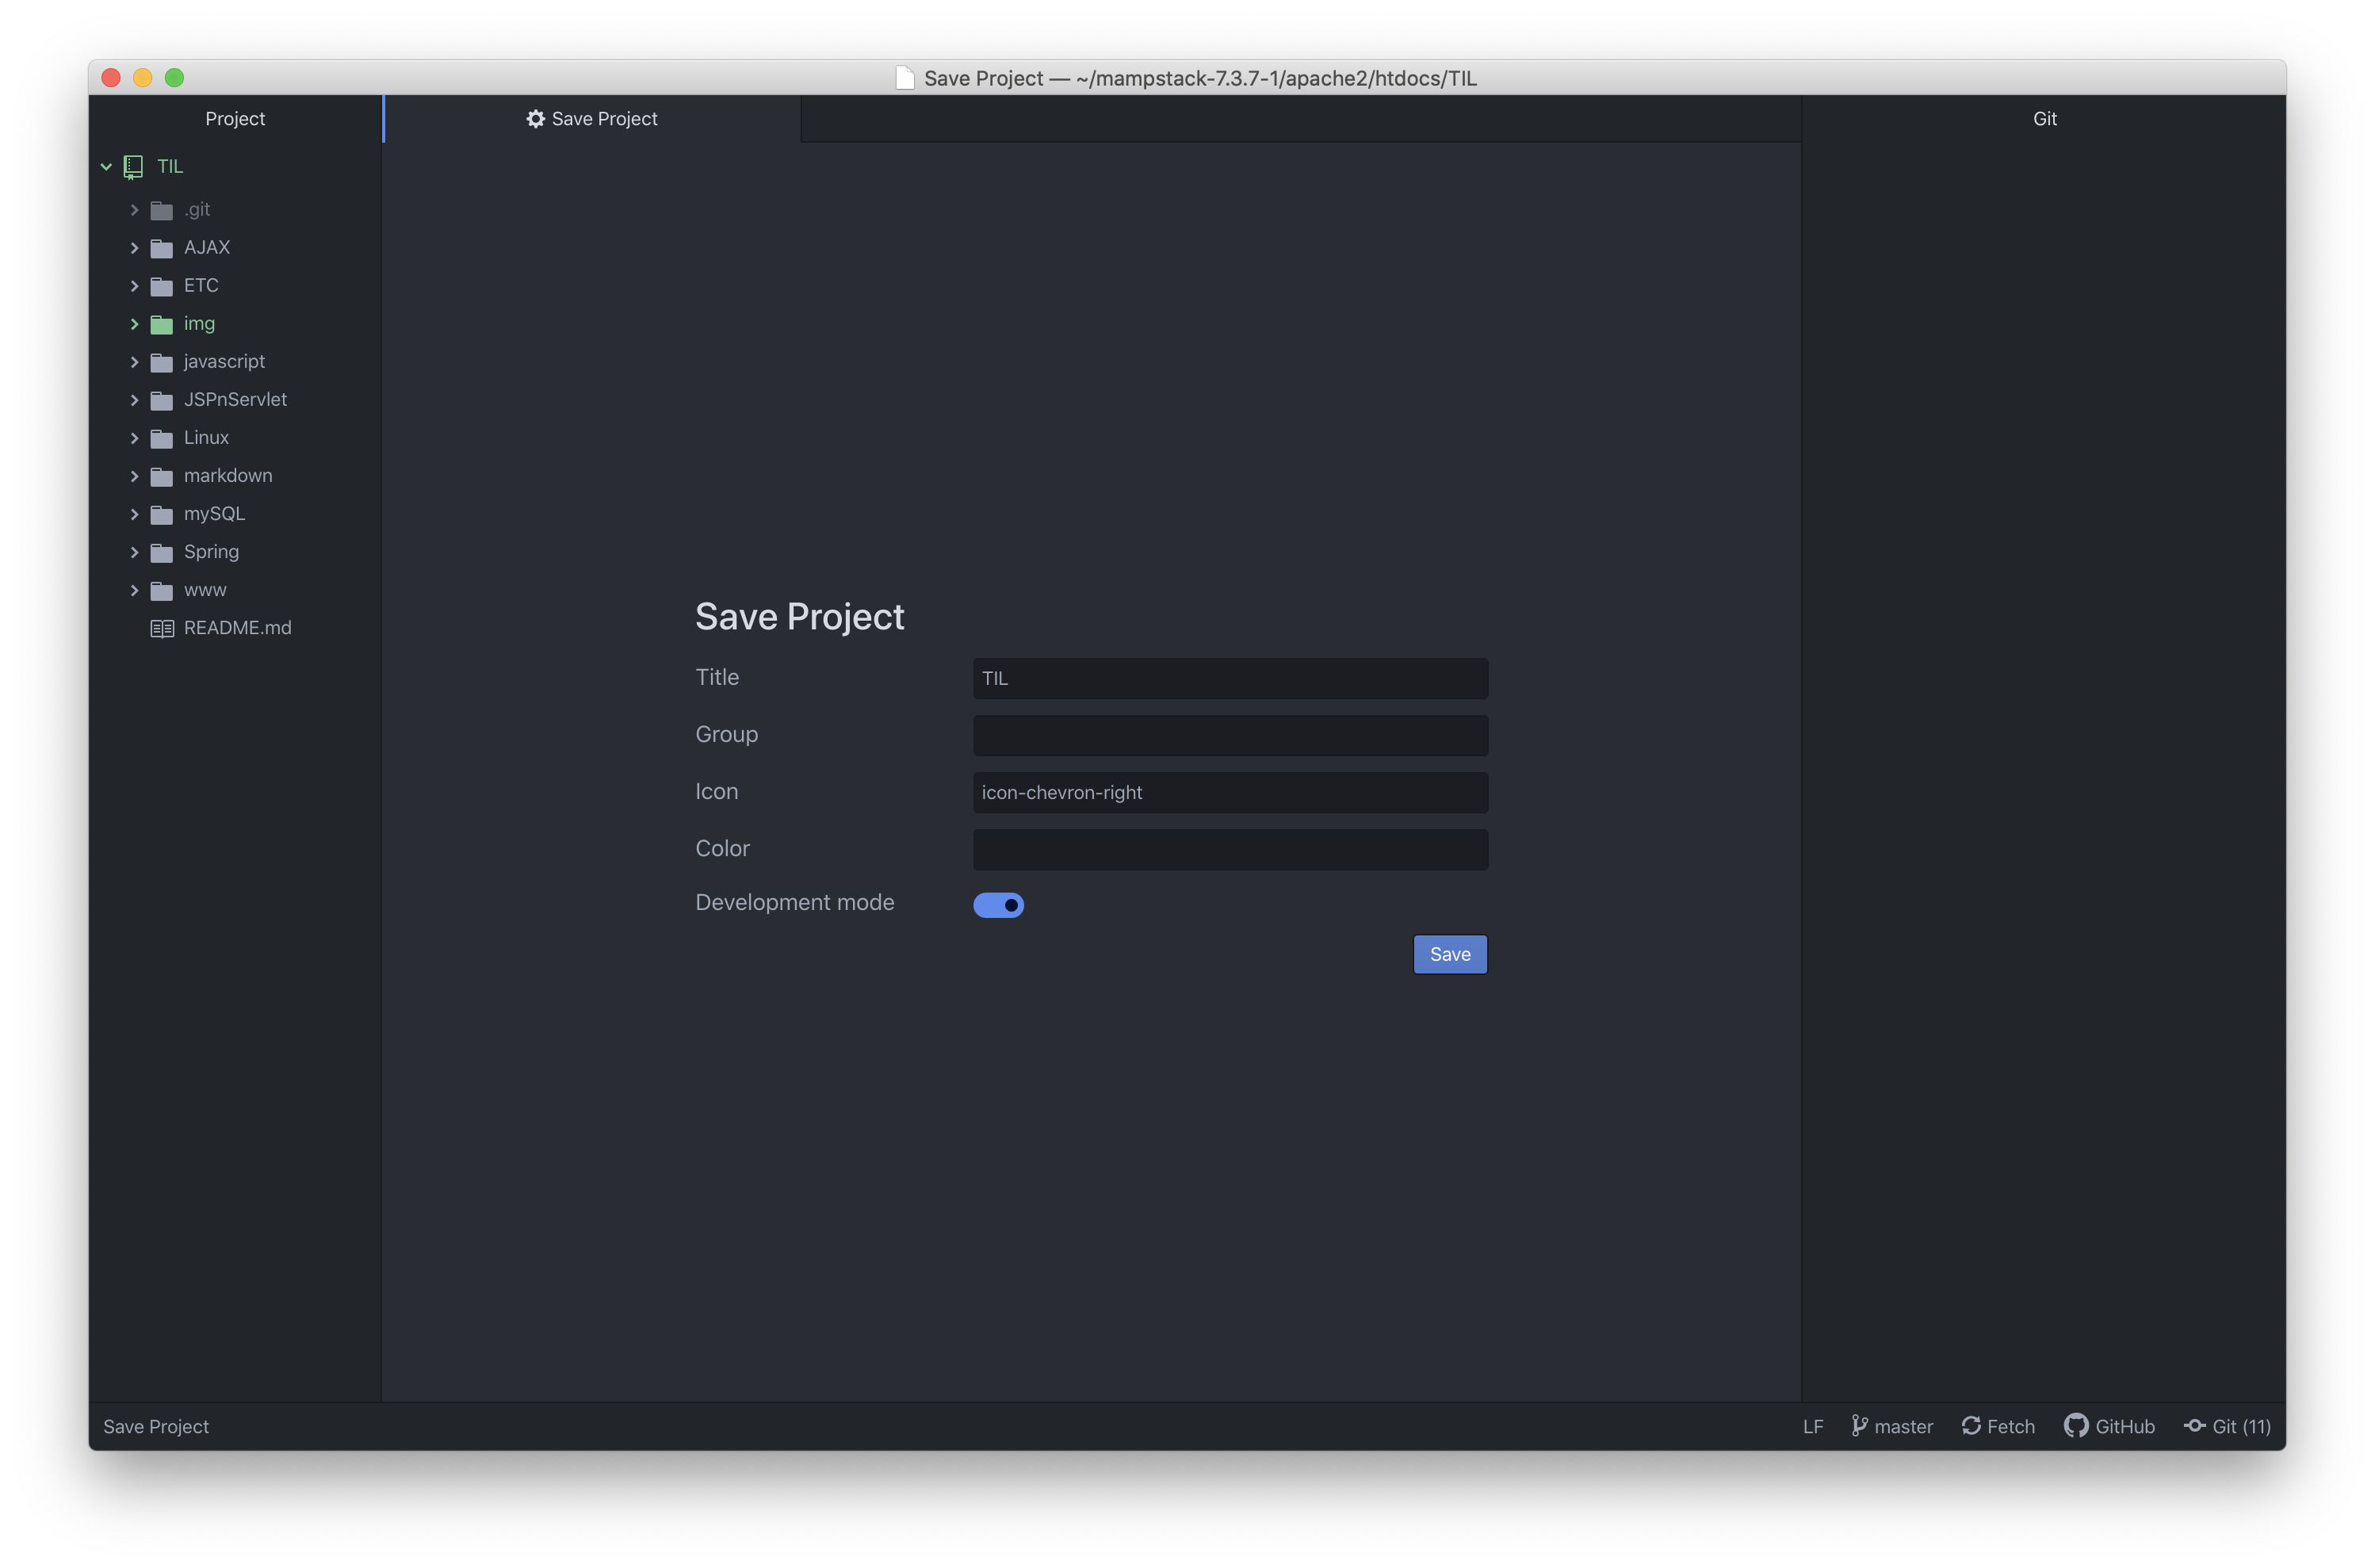 Save Project — ~/mampstack-7.3.7-1/apache2/htdocs/TIL
Project
Save Project
Git
TIL
.git
AJAX
ETC
img
javascript
JSPnServlet
Linux
markdown
mySQL
Spring
www
README.md
Save Project
Title
TIL
Group
Icon
icon-chevron-right
Color
Development mode
Save
Save Project
LF
master
Fetch
GitHub
Git (11)